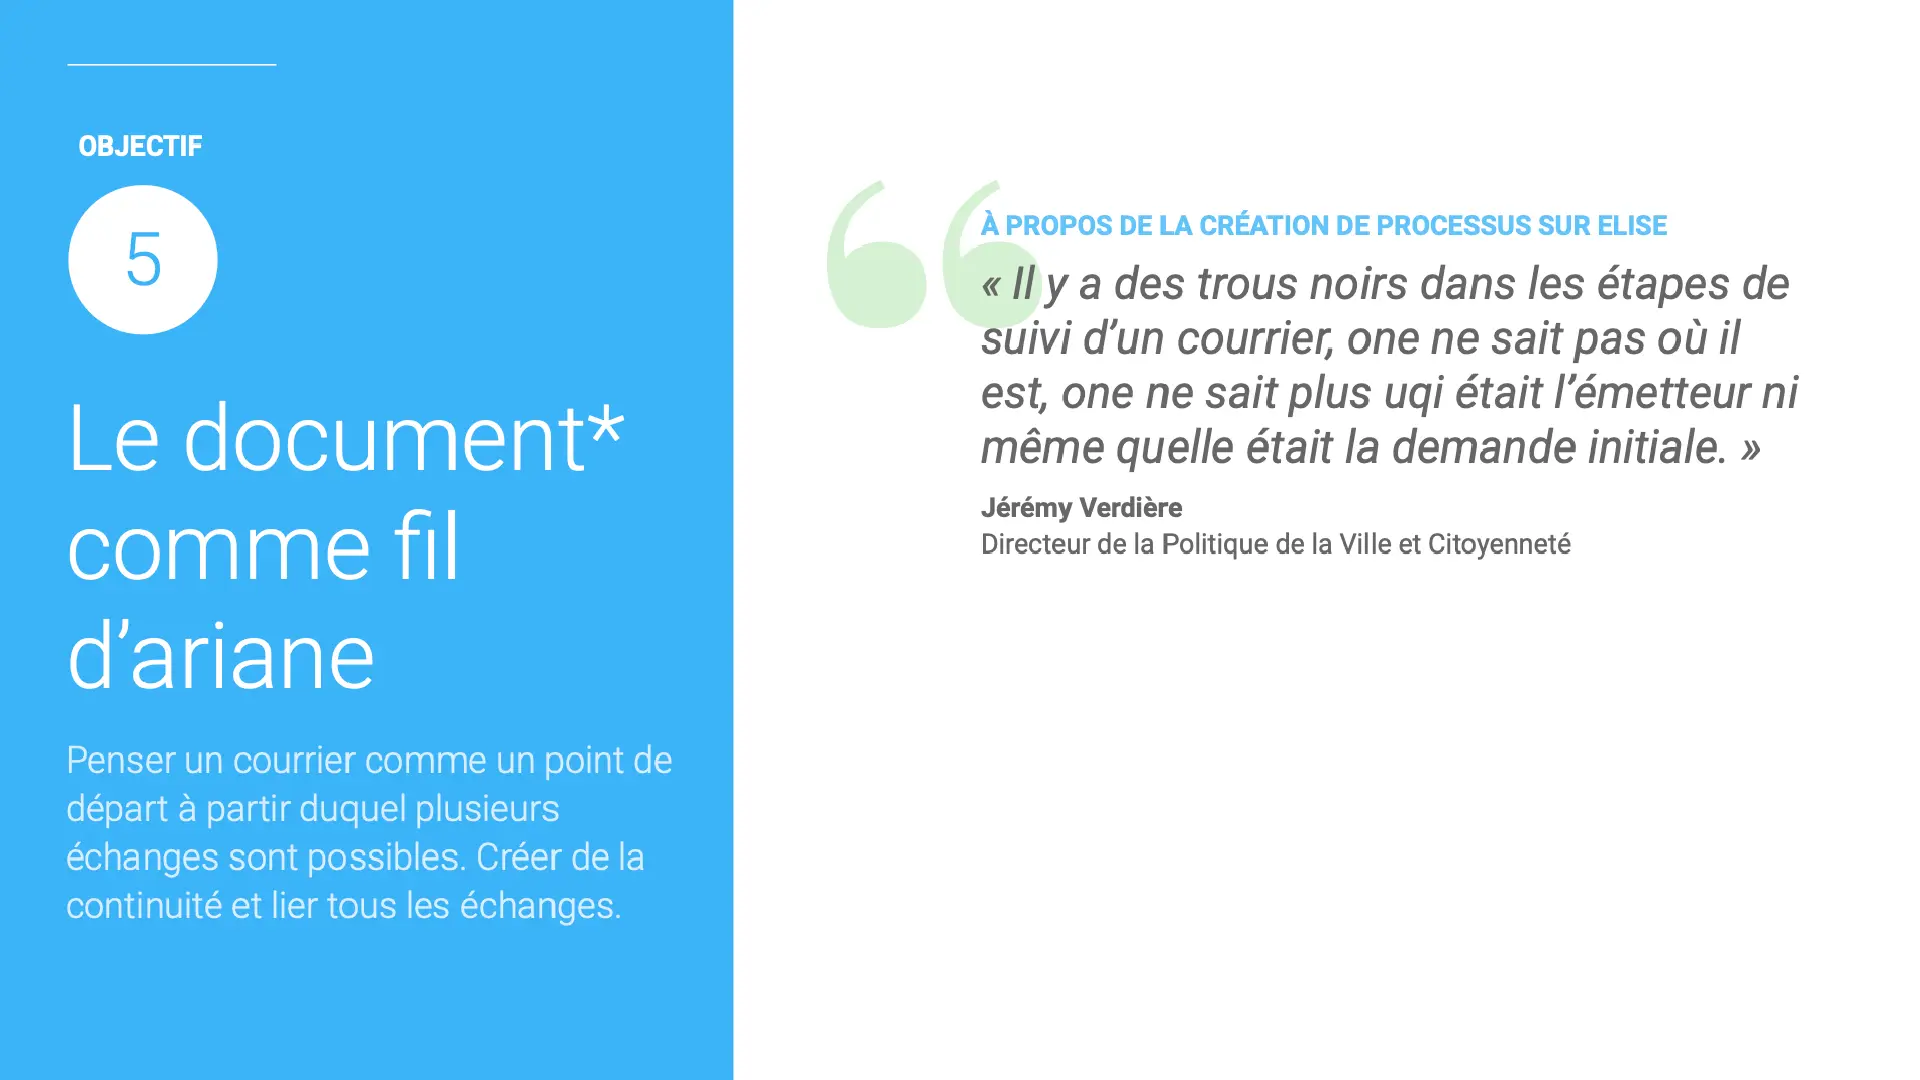 OBJECTIF
5
Le document*
comme fil
d’ariane
Penser un courrier comme un point de
départ à partir duquel plusieurs
échanges sont possibles. Créer de la
continuité et lier tous les échanges.
À PROPOS DE LA CRÉATION DE PROCESSUS SUR ELISE
« Il y a des trous noirs dans les étapes de
suivi d’un courrier, one ne sait pas où il
est, one ne sait plus uqi était l’émetteur ni
même quelle était la demande initiale. »
Jérémy Verdière
Directeur de la Politique de la Ville et Citoyenneté